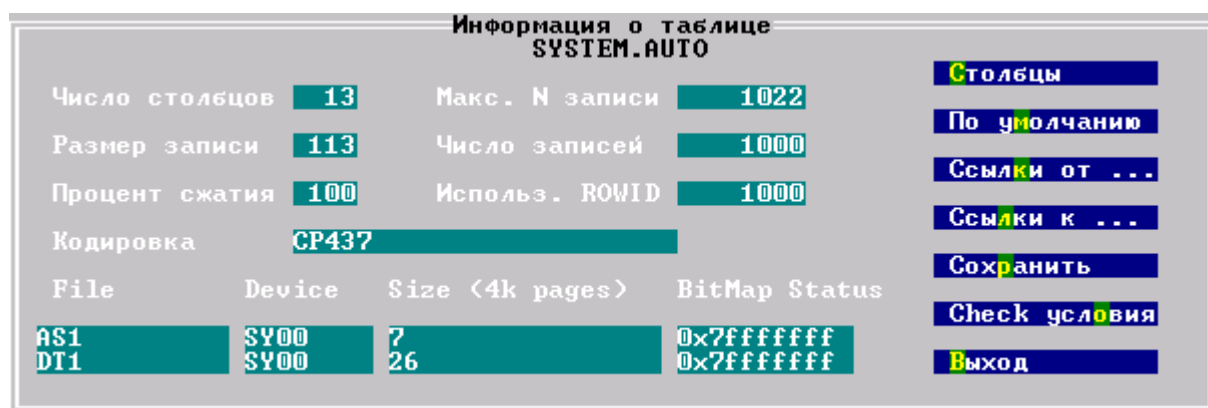 Информация о таблице
SYSTEM.AUTO
Столбцы
Число столбцов 13 Макс. N записи 1022
По умолчанию
Размер записи 113 Число записей 1000
Ссылки от ...
Процент сжатия 100 Использ. ROWID 1000
Ссылки к ...
Кодировка CP437
Сохранить
File Device Size (4k pages) BitMap Status
Check условия
AS1 SY00 7 0x7fffffff
DT1 SY00 26 0x7fffffff
Выход